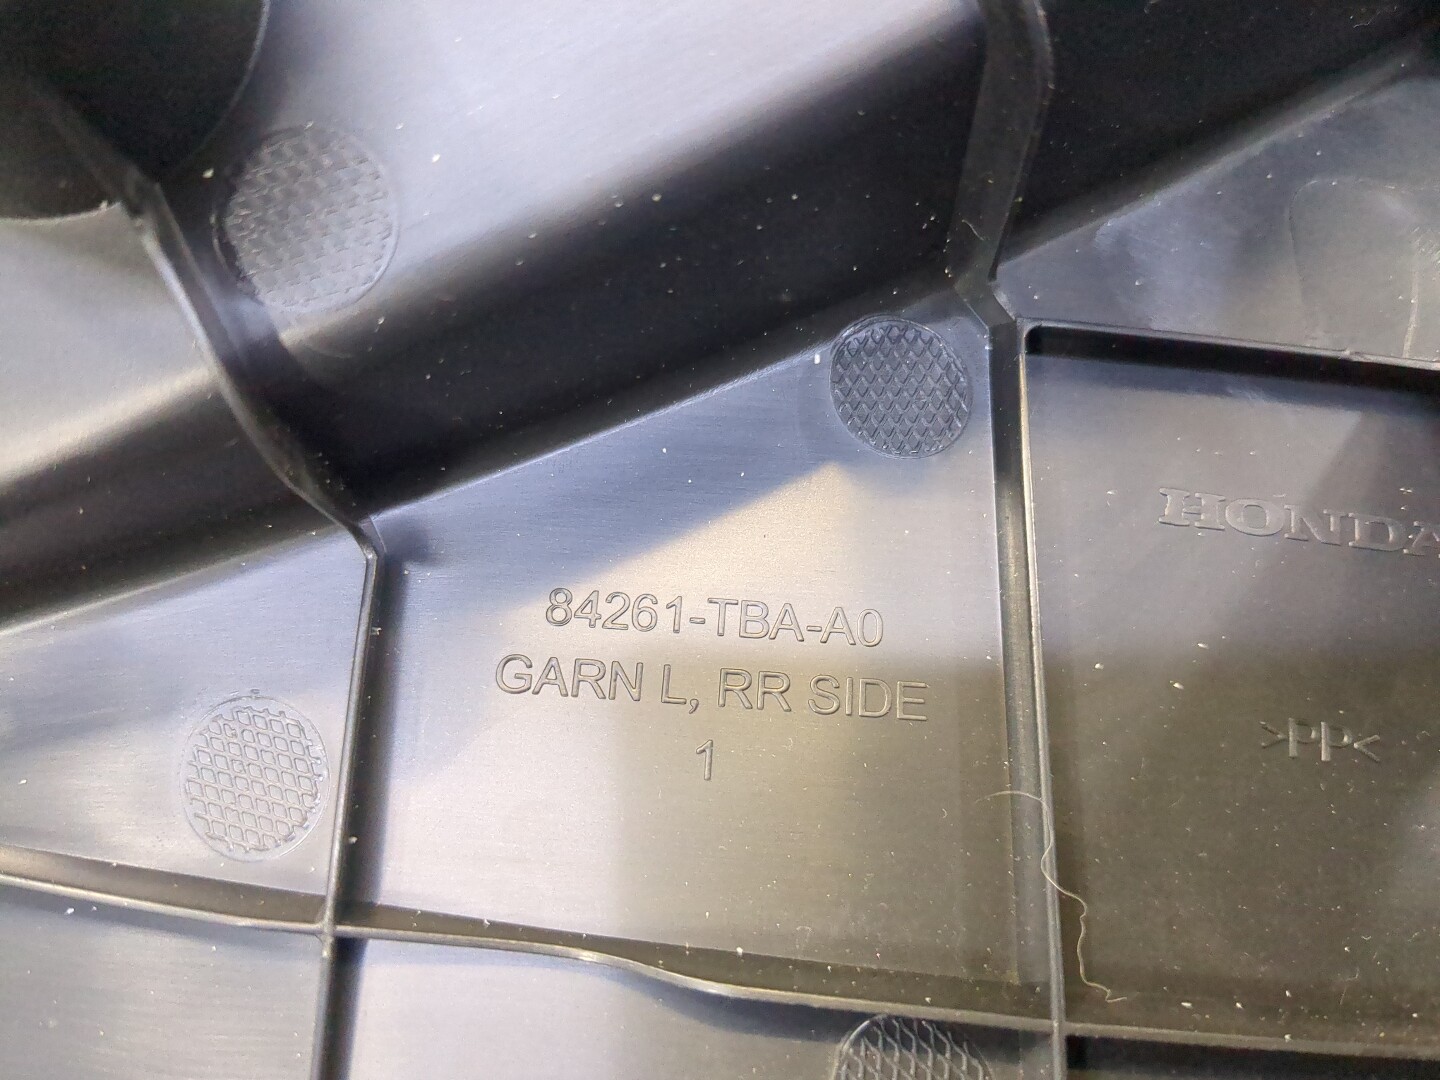 HONDA
84261-TBA-A0
GARN L, RR SIDE
1
>PP<